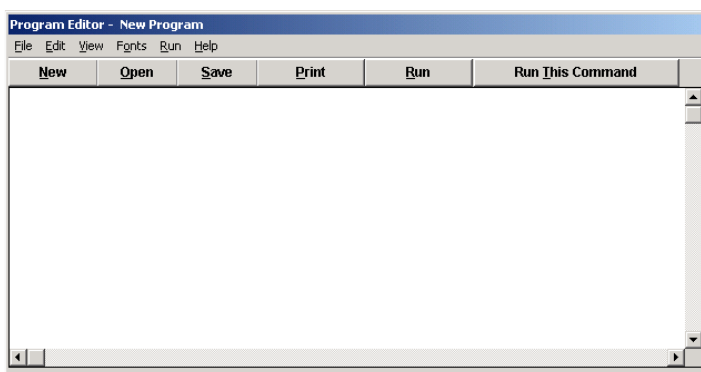 Program Editor - New Program
File Edit View Fonts Run Help
New Open Save Print Run Run This Command